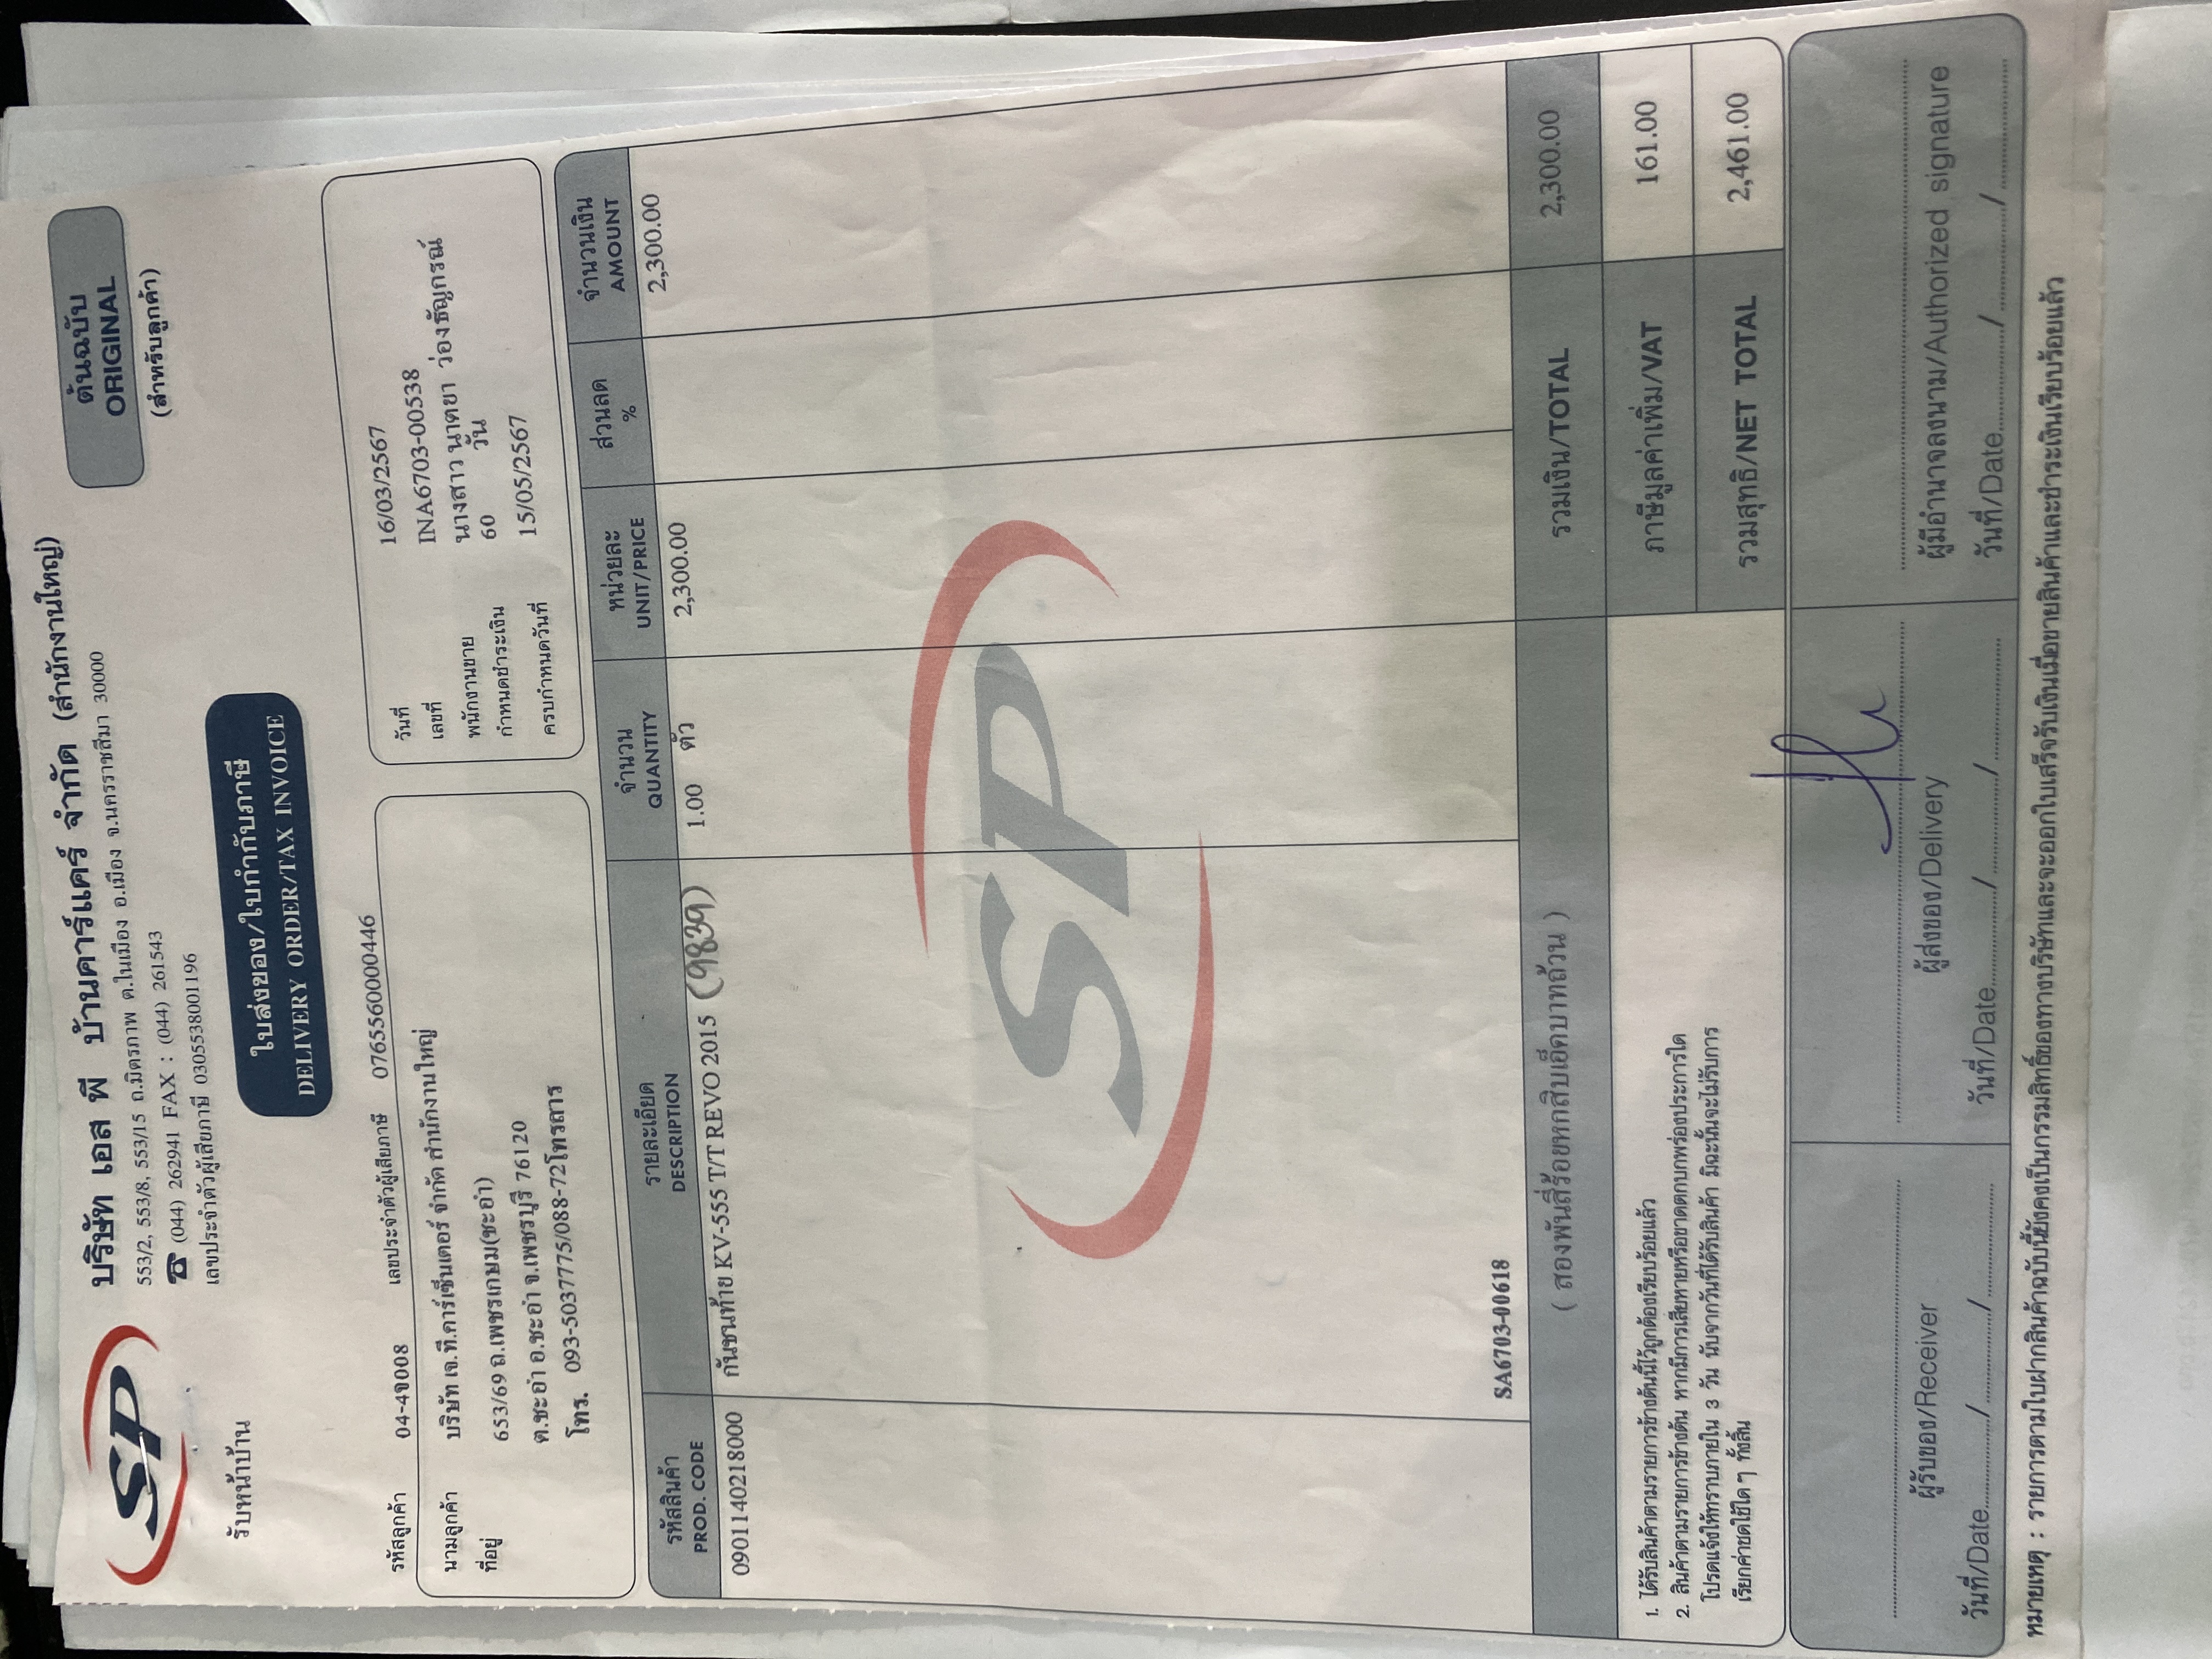 SP
บริษัท เอส พี บ้านคาร์แคร์ จำกัด (สำนักงานใหญ่)
553/2, 553/8, 553/15 ถ.มิตรภาพ ต.ในเมือง อ.เมือง จ.นครราชสีมา 30000
☎ (044) 262941 FAX : (044) 261543
เลขประจำตัวผู้เสียภาษี 0305538001196
ต้นฉบับ
ORIGINAL
(สำหรับลูกค้า)
รับหน้าบ้าน
ใบส่งของ/ใบกำกับภาษี
DELIVERY ORDER/TAX INVOICE
รหัสลูกค้า 04-4จ008 เลขประจำตัวผู้เสียภาษี 0765560000446
นามลูกค้า บริษัท เจ.ที.คาร์เซ็นเตอร์ จำกัด สำนักงานใหญ่
ที่อยู่ 653/69 ถ.เพชรเกษม(ชะอำ)
ต.ชะอำ อ.ชะอำ จ.เพชรบุรี 76120
โทร. 093-5037775/088-72โทรถาร
วันที่ 16/03/2567
เลขที่ INA6703-00538
พนักงานขาย นางสาว นาตยา ว่องธัญกรณ์
กำหนดชำระเงิน 60 วัน
ครบกำหนดวันที่ 15/05/2567
รหัสสินค้า รายละเอียด จำนวน หน่วยละ ส่วนลด จำนวนเงิน
PROD. CODE DESCRIPTION QUANTITY UNIT/PRICE % AMOUNT
0901140218000 กันชนท้าย KV-555 T/T REVO 2015 (9839) 1.00 ตัว 2,300.00 2,300.00
SP
SA6703-00618
( สองพันสี่ร้อยหกสิบเอ็ดบาทถ้วน ) รวมเงิน/TOTAL 2,300.00
ภาษีมูลค่าเพิ่ม/VAT 161.00
รวมสุทธิ/NET TOTAL 2,461.00
1. ได้รับสินค้าตามรายการข้างต้นนี้ไว้ถูกต้องเรียบร้อยแล้ว
2. สินค้าตามรายการข้างต้น หากมีการเสียหายหรือขาดตกบกพร่องประการใด
โปรดแจ้งให้ทราบภายใน 3 วัน นับจากวันที่ได้รับสินค้า มิฉะนั้นจะไม่รับการ
เรียกค่าชดใช้ใด ๆ ทั้งสิ้น
ผู้รับของ/Receiver ผู้ส่งของ/Delivery ผู้มีอำนาจลงนาม/Authorized signature
วันที่/Date......../......../........ วันที่/Date......../......../........ วันที่/Date......../......../........
หมายเหตุ : รายการตามใบฝากสินค้าฉบับนี้ยังคงเป็นกรรมสิทธิ์ของทางบริษัทและจะออกใบเสร็จรับเงินเมื่อขายสินค้าและชำระเงินเรียบร้อยแล้ว